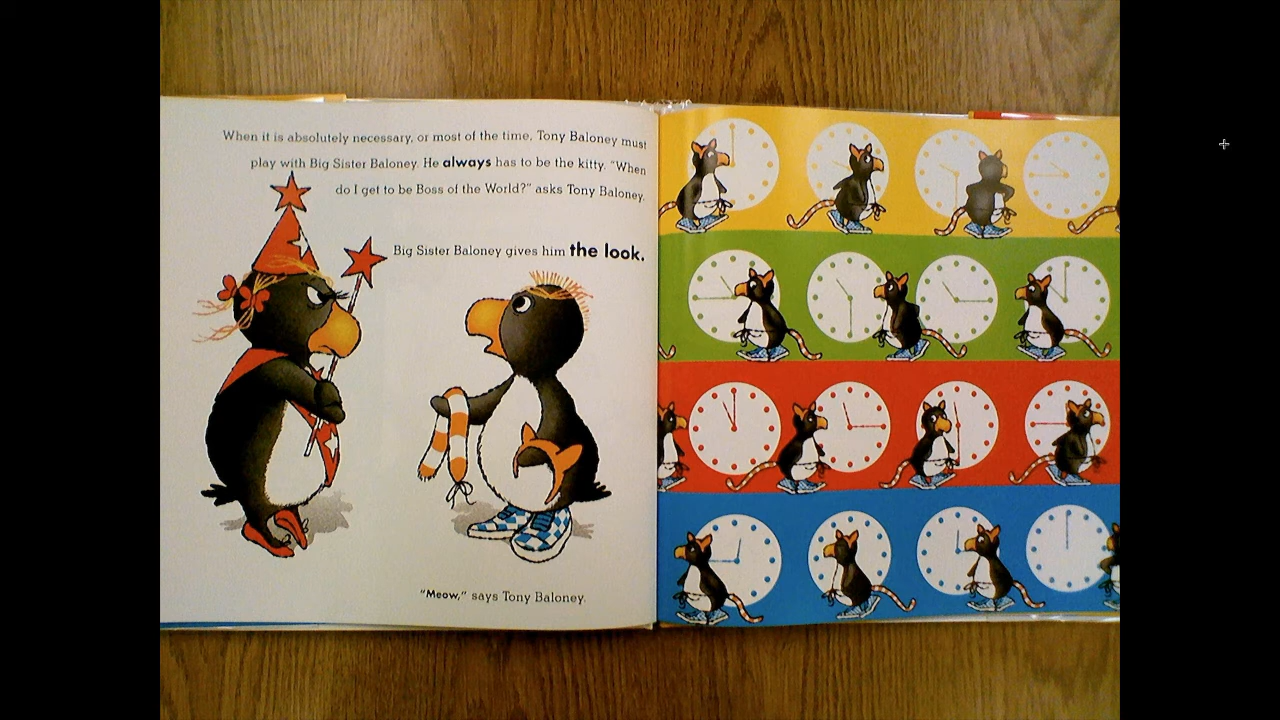 When it is absolutely necessary, or most of the time, Tony Baloney must
play with Big Sister Baloney. He always has to be the kitty. "When
do I get to be Boss of the World?" asks Tony Baloney.
Big Sister Baloney gives him the look.
"Meow," says Tony Baloney.